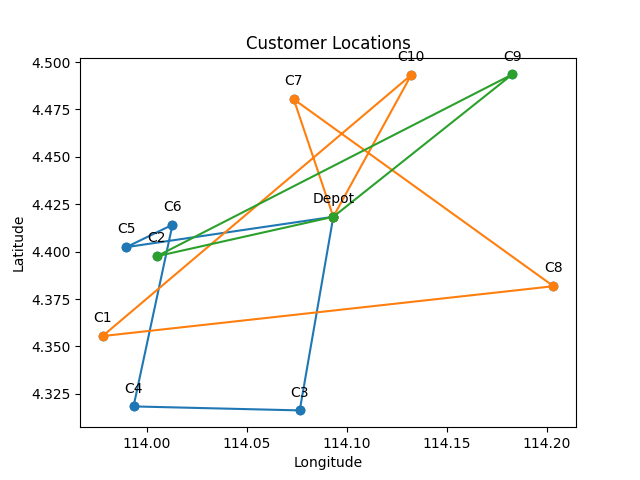 Customer Locations
4.500
4.475
4.450
4.425
4.400
4.375
4.350
4.325
Latitude
C10
C9
C7
Depot
C6
C5
C2
C8
C1
C4
C3
114.00
114.05
114.10
114.15
114.20
Longitude